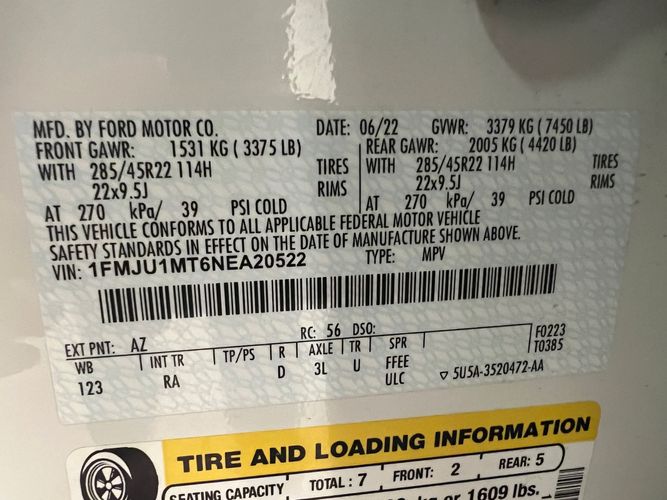 MFD. BY FORD MOTOR CO. DATE: 06/22 GVWR: 3379 KG ( 7450 LB)
FRONT GAWR: 1531 KG ( 3375 LB) REAR GAWR: 2005 KG ( 4420 LB)
WITH 285/45R22 114H TIRES WITH 285/45R22 114H TIRES
22x9.5J RIMS 22x9.5J RIMS
AT 270 kPa/ 39 PSI COLD AT 270 kPa/ 39 PSI COLD
THIS VEHICLE CONFORMS TO ALL APPLICABLE FEDERAL MOTOR VEHICLE
SAFETY STANDARDS IN EFFECT ON THE DATE OF MANUFACTURE SHOWN ABOVE.
VIN: 1FMJU1MT6NEA20522 TYPE: MPV
EXT PNT: AZ RC: 56 DSO: F0223
WB INT TR TP/PS R AXLE TR SPR T0385
123 RA D 3L U FFEE
ULC ▽ 5U5A-3520472-AA
TIRE AND LOADING INFORMATION
SEATING CAPACITY TOTAL : 7 FRONT: 2 REAR: 5
kg or 1609 lbs.